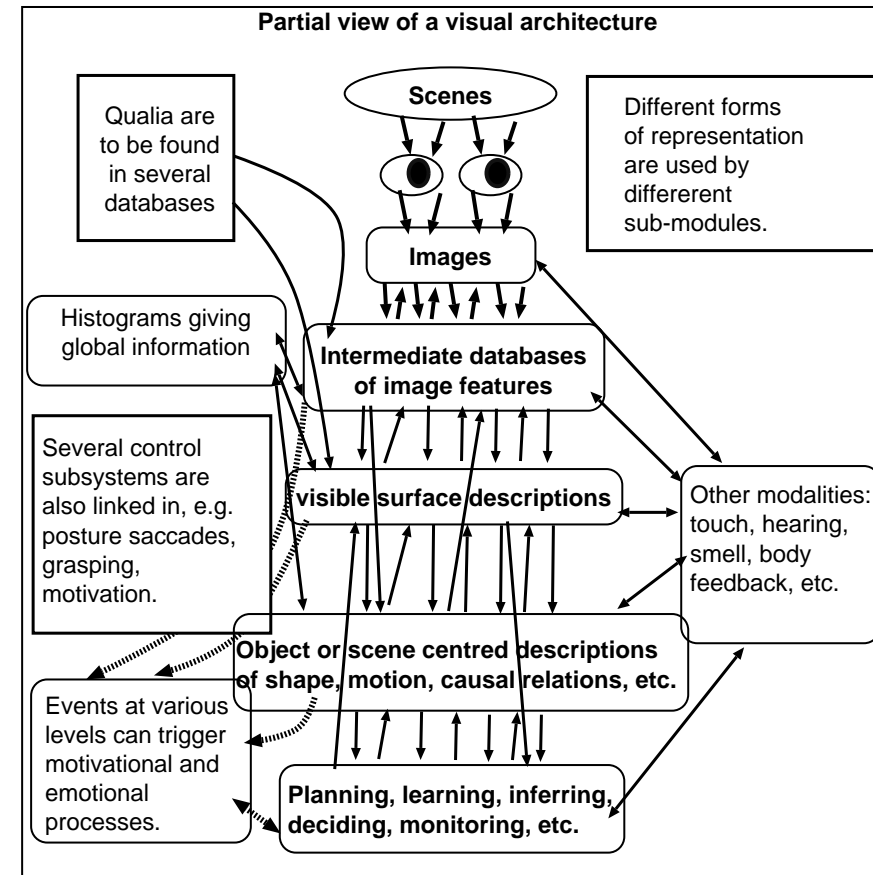 Partial view of a visual architecture
Scenes
Qualia are
to be found
in several
databases
Different forms
of representation
are used by
differerent
sub-modules.
Images
Histograms giving
global information
Intermediate databases
of image features
Several control
subsystems are
also linked in, e.g.
posture saccades,
grasping,
motivation.
visible surface descriptions
Other modalities:
touch, hearing,
smell, body
feedback, etc.
Object or scene centred descriptions
of shape, motion, causal relations, etc.
Events at various
levels can trigger
motivational and
emotional
processes.
Planning, learning, inferring,
deciding, monitoring, etc.